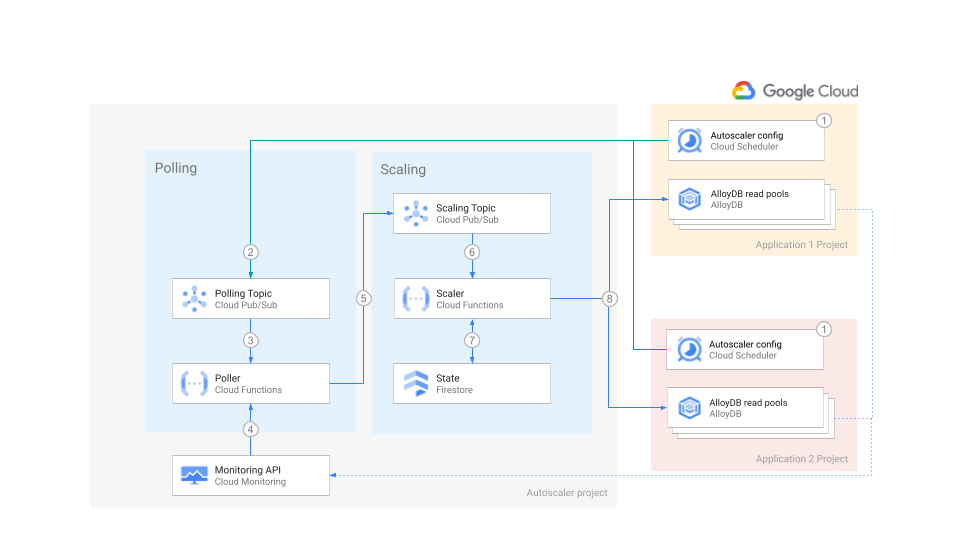 Google Cloud
1
Autoscaler config
Cloud Scheduler
AlloyDB read pools
AlloyDB
Application 1 Project
Polling
Scaling
Scaling Topic
Cloud Pub/Sub
2
6
5
8
Polling Topic
Cloud Pub/Sub
Scaler
Cloud Functions
3
7
Poller
Cloud Functions
State
Firestore
4
Monitoring API
Cloud Monitoring
Autoscaler project
1
Autoscaler config
Cloud Scheduler
AlloyDB read pools
AlloyDB
Application 2 Project